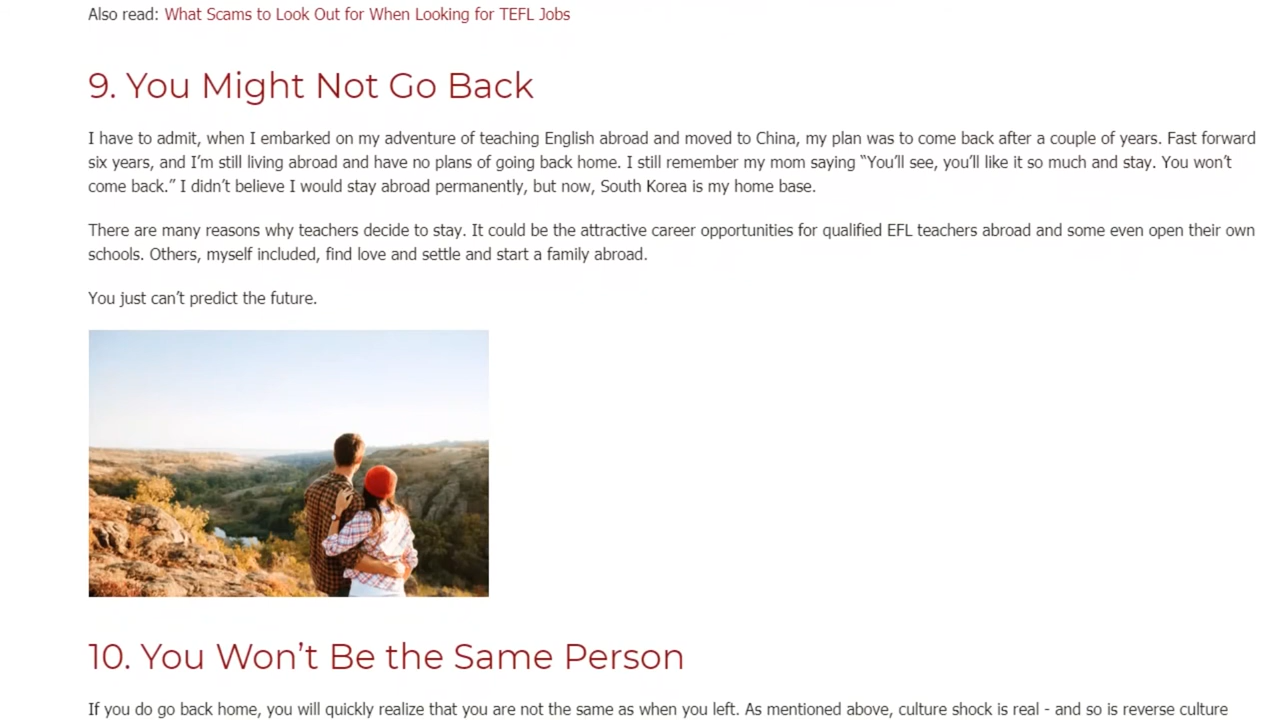 Also read: What Scams to Look Out for When Looking for TEFL Jobs
9. You Might Not Go Back
I have to admit, when I embarked on my adventure of teaching English abroad and moved to China, my plan was to come back after a couple of years. Fast forward
six years, and I’m still living abroad and have no plans of going back home. I still remember my mom saying “You’ll see, you’ll like it so much and stay. You won’t
come back.” I didn’t believe I would stay abroad permanently, but now, South Korea is my home base.
There are many reasons why teachers decide to stay. It could be the attractive career opportunities for qualified EFL teachers abroad and some even open their own
schools. Others, myself included, find love and settle and start a family abroad.
You just can’t predict the future.
10. You Won’t Be the Same Person
If you do go back home, you will quickly realize that you are not the same as when you left. As mentioned above, culture shock is real - and so is reverse culture